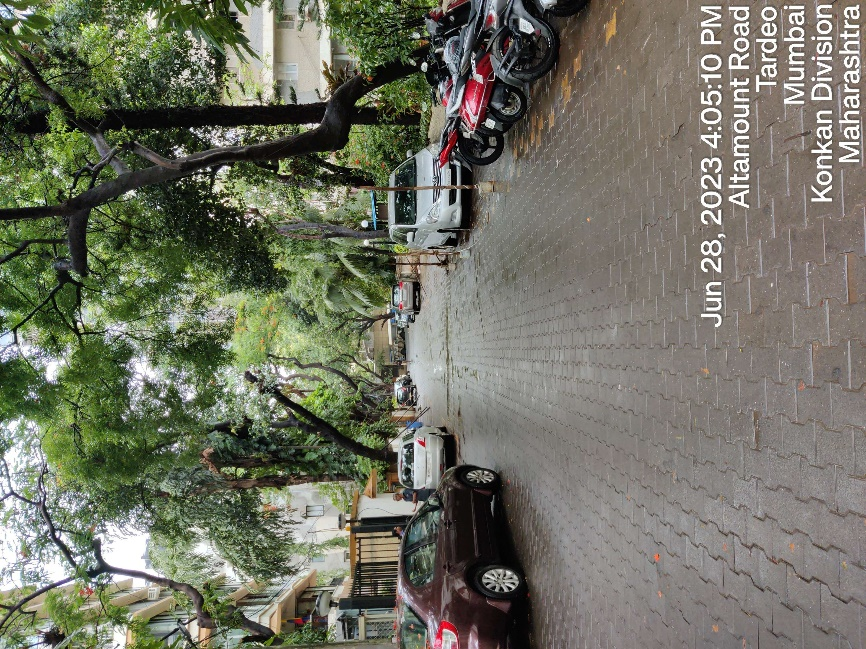 Jun 28, 2023 4:05:10 PM
Altamount Road
Tardeo
Mumbai
Konkan Division
Maharashtra